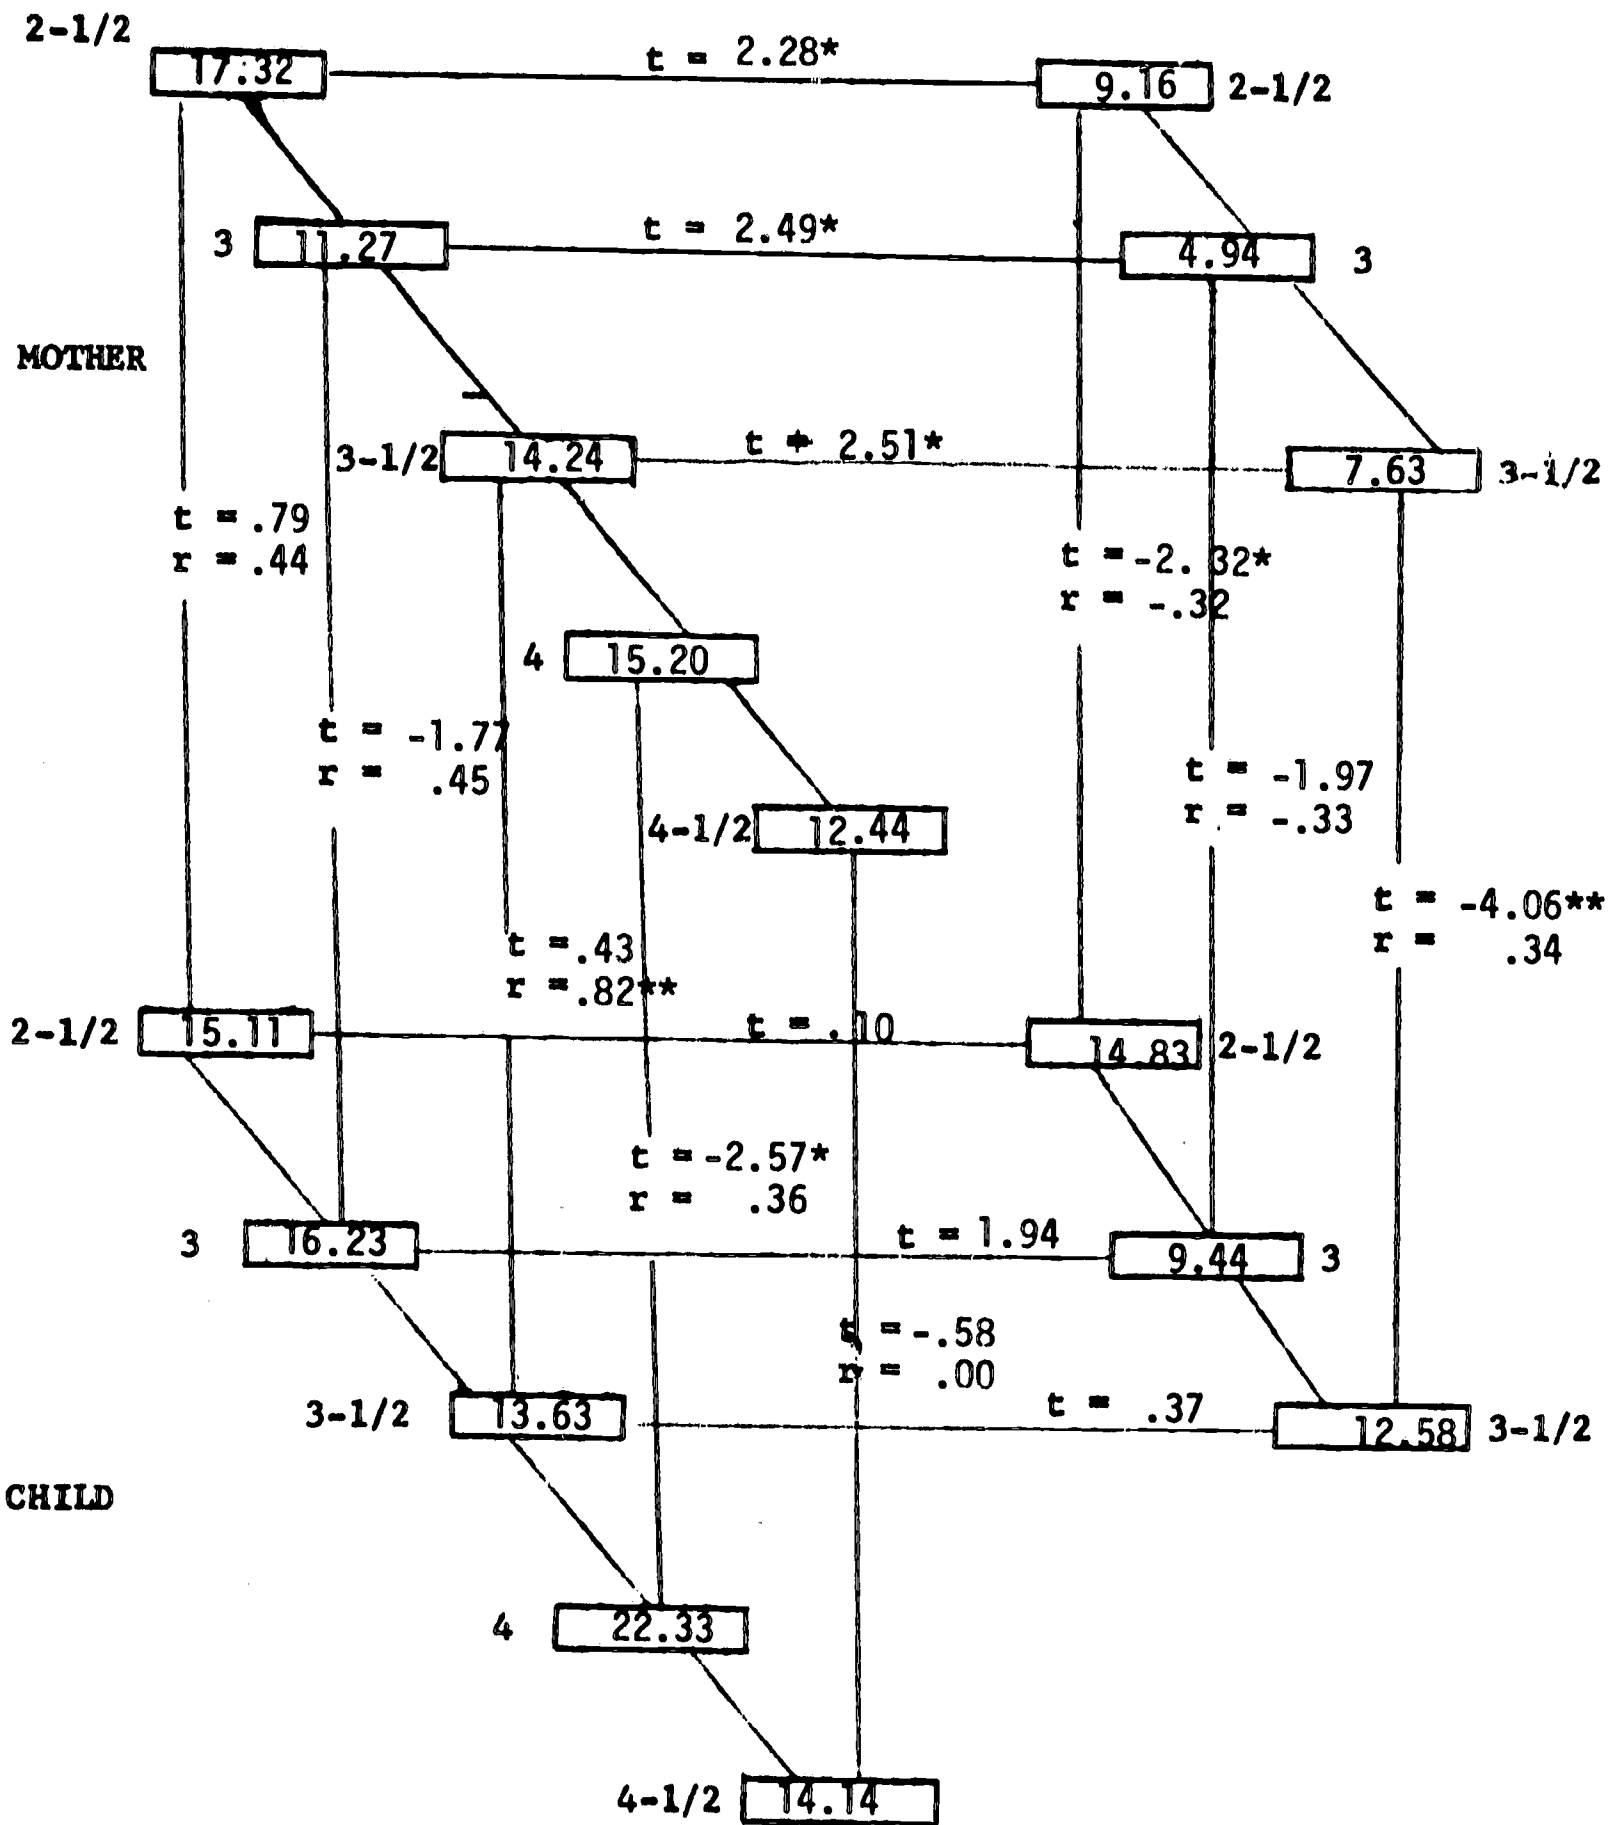 2-1/2
17.32 t = 2.28* 9.16 2-1/2
3 11.27 t = 2.49* 4.94 3
MOTHER
3-1/2 14.24 t = 2.51* 7.63 3-1/2
t = .79
r = .44
t = -2.32*
r = -.32
4 15.20
t = -1.77
r = .45
t = -1.97
r = -.33
4-1/2 12.44
t = -4.06**
r = .34
t = .43
r = .82**
2-1/2 15.11 t = .10 14.83 2-1/2
t = -2.57*
r = .36
3 16.23 t = 1.94 9.44 3
t = -.58
r = .00
3-1/2 13.63 t = .37 12.58 3-1/2
CHILD
4 22.33
4-1/2 14.14